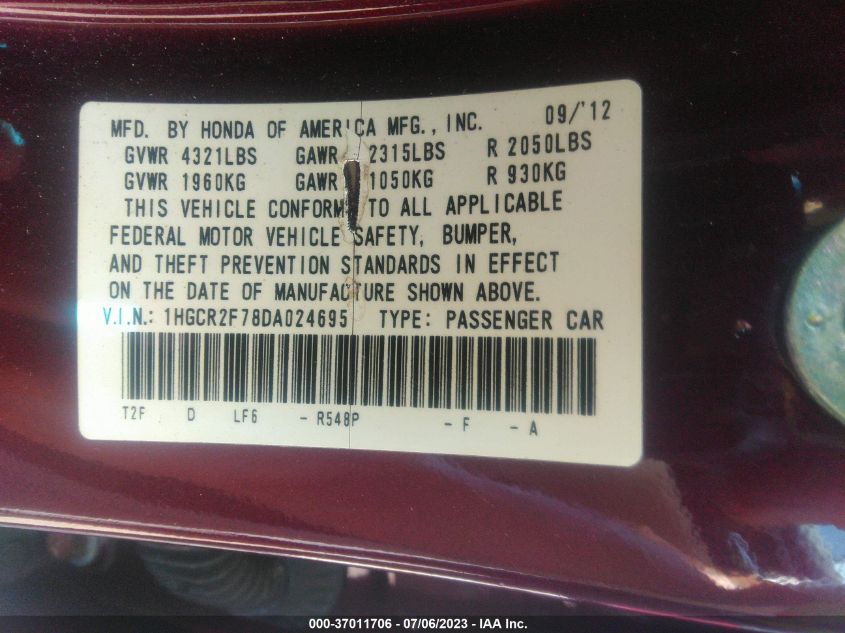 MFD. BY HONDA OF AMERICA MFG., INC. 09/'12
GVWR 4321LBS GAWR 2315LBS R 2050LBS
GVWR 1960KG GAWR 1050KG R 930KG
THIS VEHICLE CONFORM TO ALL APPLICABLE
FEDERAL MOTOR VEHICLE SAFETY, BUMPER,
AND THEFT PREVENTION STANDARDS IN EFFECT
ON THE DATE OF MANUFACTURE SHOWN ABOVE.
V.I.N.: 1HGCR2F78DA024695 TYPE: PASSENGER CAR
T2F D LF6 - R548P - F - A
000-37011706 - 07/06/2023 - IAA Inc.